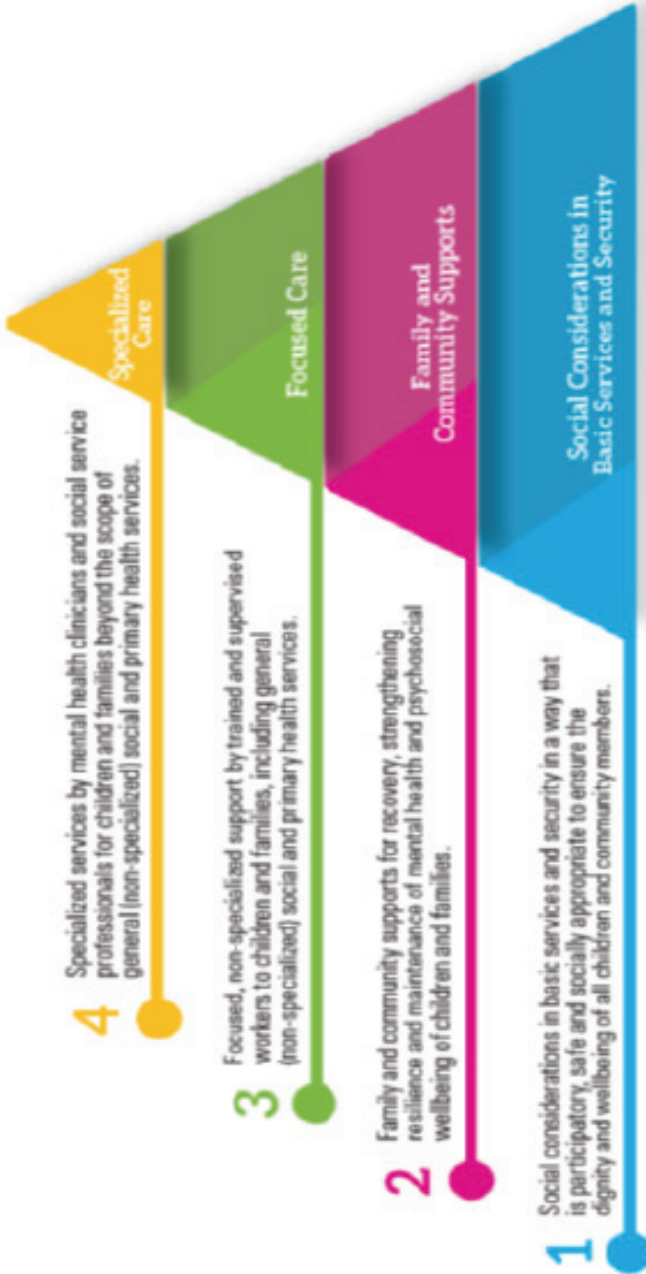 4
Specialized services by mental health clinicians and social service
professionals for children and families beyond the scope of
general (non-specialized) social and primary health services.
Specialized
Care
3
Focused, non-specialized support by trained and supervised
workers to children and families, including general
(non-specialized) social and primary health services.
Focused Care
2
Family and community supports for recovery, strengthening
resilience and maintenance of mental health and psychosocial
wellbeing of children and families.
Family and
Community Supports
1
Social considerations in basic services and security in a way that
is participatory, safe and socially appropriate to ensure the
dignity and wellbeing of all children and community members.
Social Considerations in
Basic Services and Security